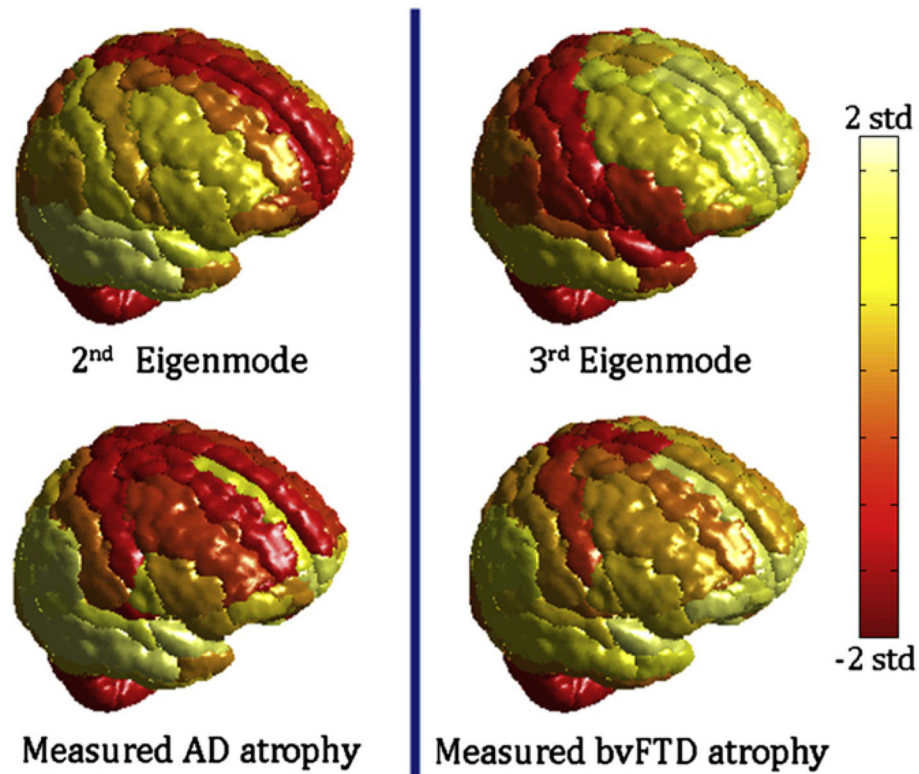 2 std
2nd Eigenmode
3rd Eigenmode
-2 std
Measured AD atrophy
Measured bvFTD atrophy